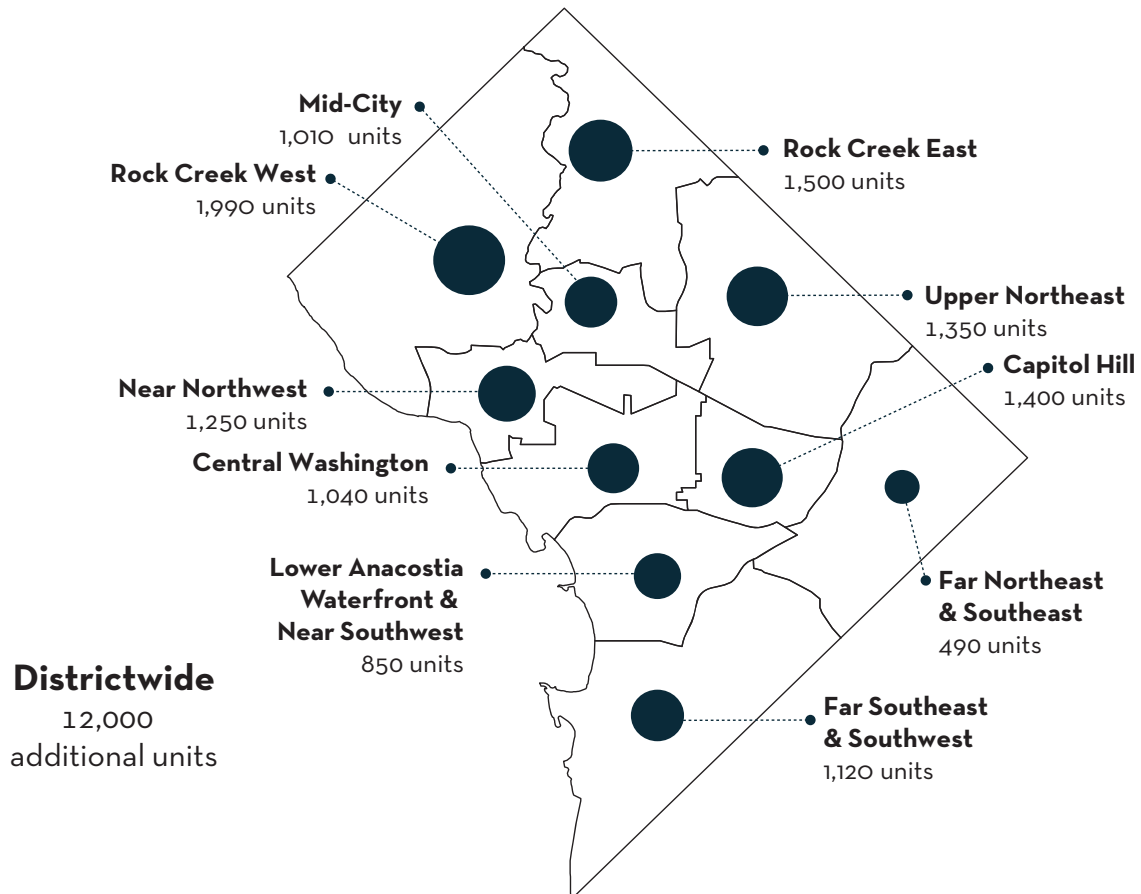 Mid-City
1,010 units
Rock Creek West
1,990 units
Rock Creek East
1,500 units
Upper Northeast
1,350 units
Capitol Hill
1,400 units
Near Northwest
1,250 units
Central Washington
1,040 units
Lower Anacostia
Waterfront &
Near Southwest
850 units
Far Northeast
& Southeast
490 units
Districtwide
12,000
additional units
Far Southeast
& Southwest
1,120 units